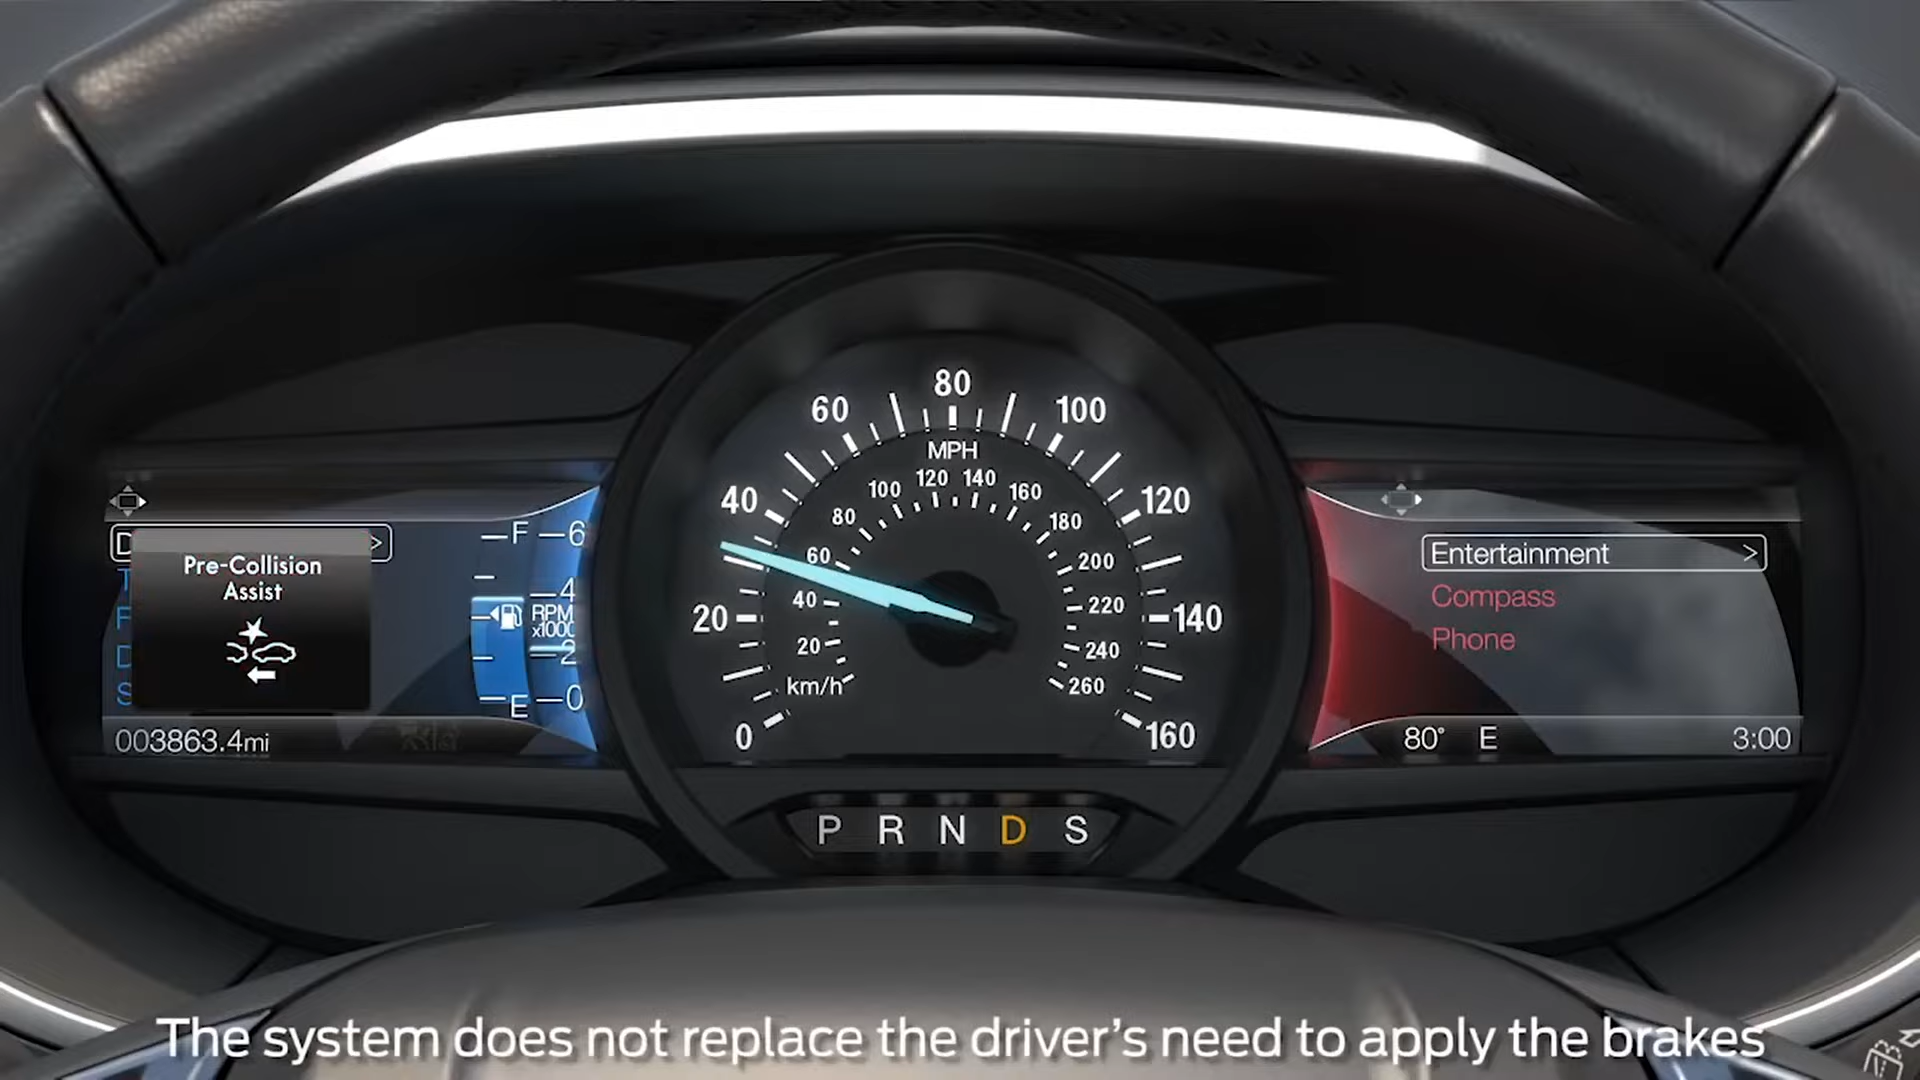 80
60
100
MPH
120 140
100
160
40
120
80
180
F
6
D
>
Entertainment >
60
200
Pre-Collision
Assist
4
T
Compass
40
220
RPM
x1000
20
140
F
Phone
20
240
2
D
km/h
260
S
E
0
003863.4mi
0
160
80° E
3:00
P R N D S
The system does not replace the driver's need to apply the brakes